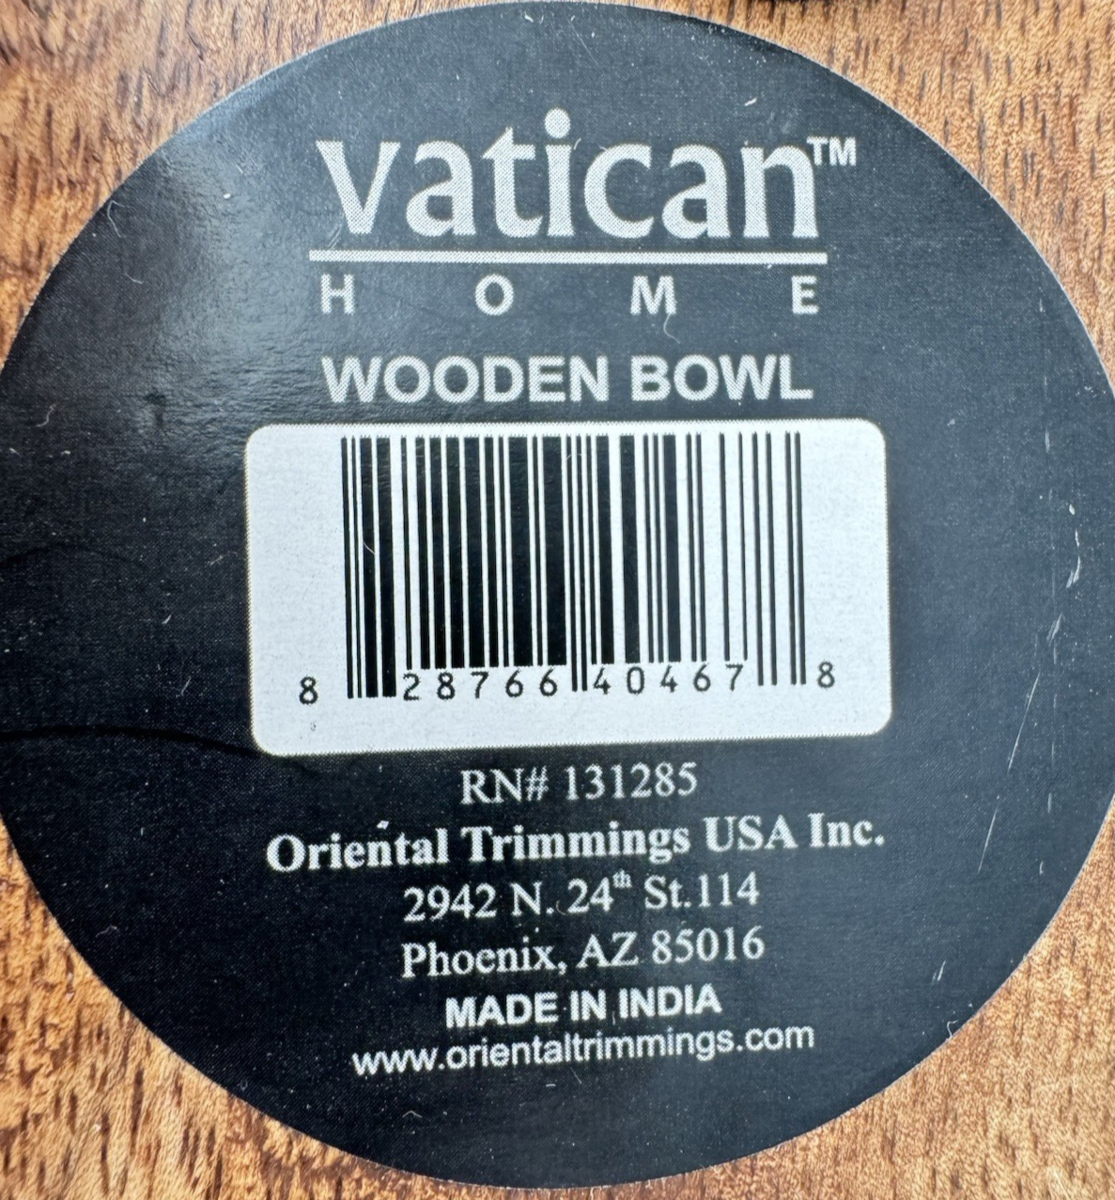 vatican™
HOME
WOODEN BOWL
8 28766 40467 8
RN# 131285
Oriental Trimmings USA Inc.
2942 N. 24th St.114
Phoenix, AZ 85016
MADE IN INDIA
www.orientaltrimmings.com